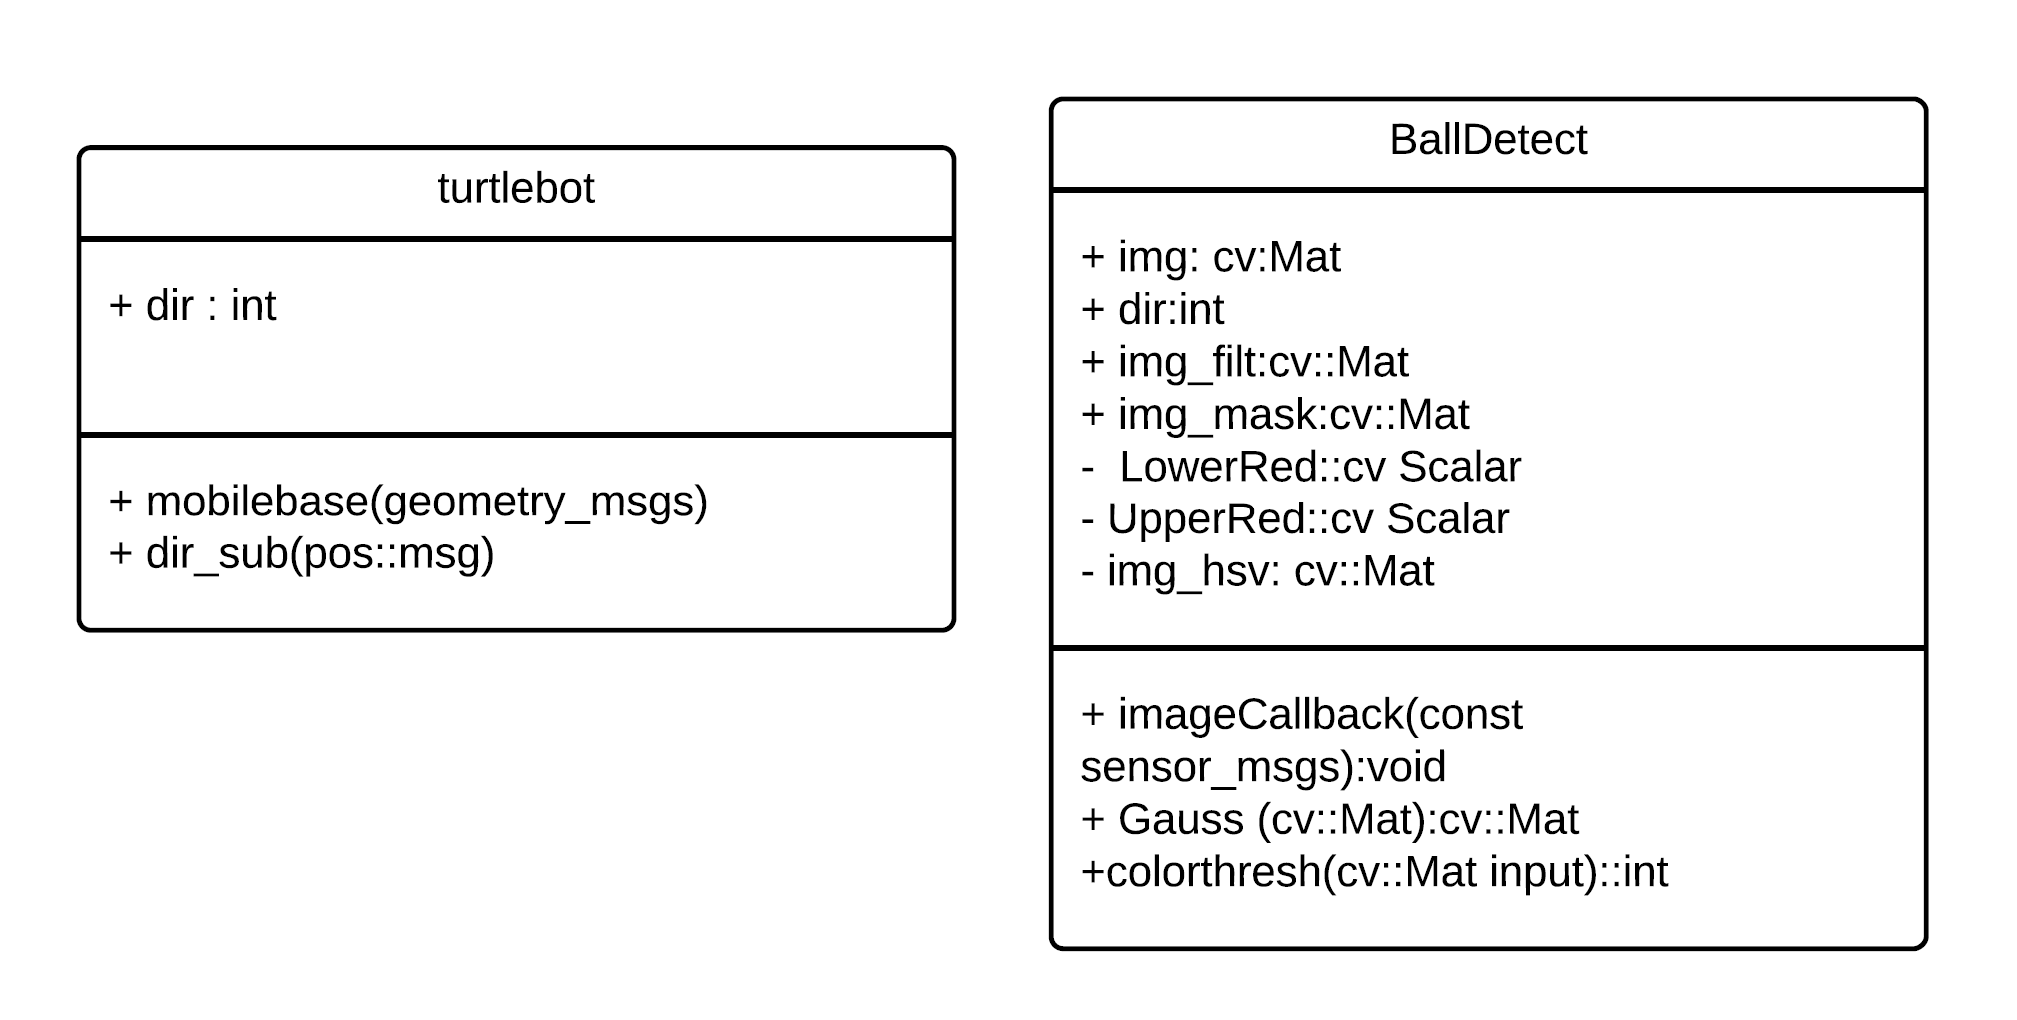 turtlebot
+ dir : int
+ mobilebase(geometry_msgs)
+ dir_sub(pos::msg)
BallDetect
+ img: cv:Mat
+ dir:int
+ img_filt:cv::Mat
+ img_mask:cv::Mat
-  LowerRed::cv Scalar
- UpperRed::cv Scalar
- img_hsv: cv::Mat
+ imageCallback(const
sensor_msgs):void
+ Gauss (cv::Mat):cv::Mat
+colorthresh(cv::Mat input)::int